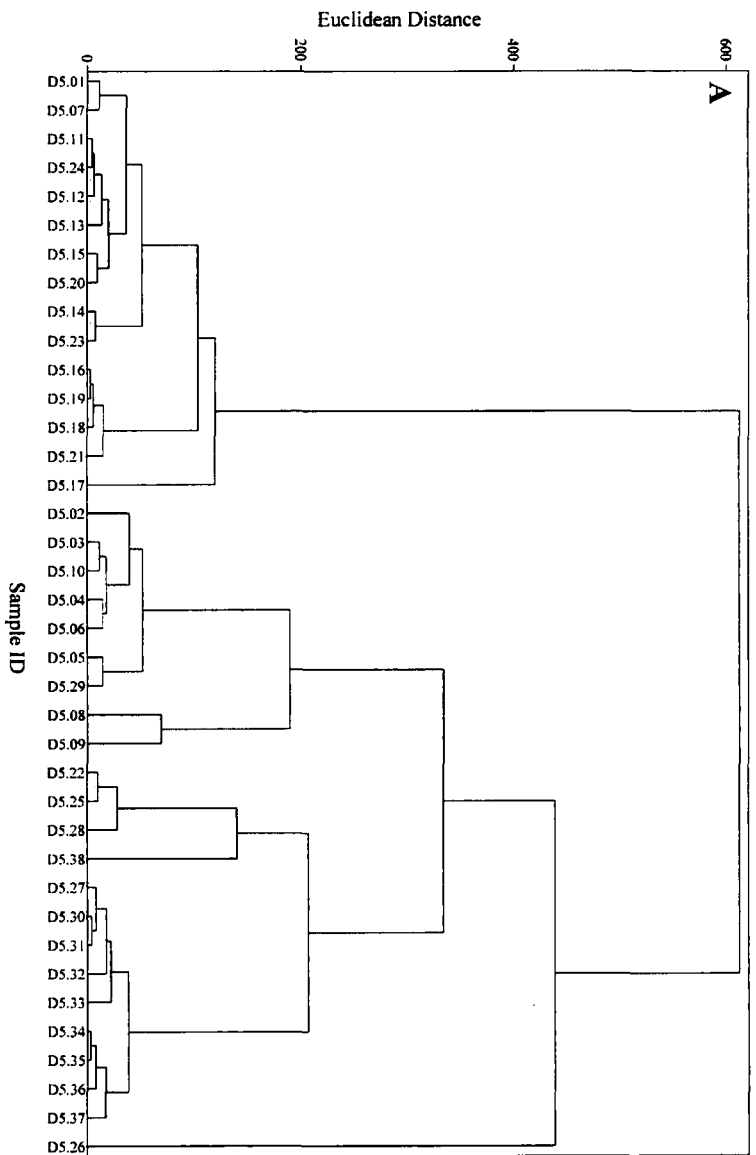 Euclidean Distance
0
200
400
600
A
D5.01
D5.07
D5.11
D5.24
D5.12
D5.13
D5.15
D5.20
D5.14
D5.23
D5.16
D5.19
D5.18
D5.21
D5.17
D5.02
D5.03
D5.10
D5.04
D5.06
D5.05
D5.29
D5.08
D5.09
D5.22
D5.25
D5.28
D5.38
D5.27
D5.30
D5.31
D5.32
D5.33
D5.34
D5.35
D5.36
D5.37
D5.26
Sample ID